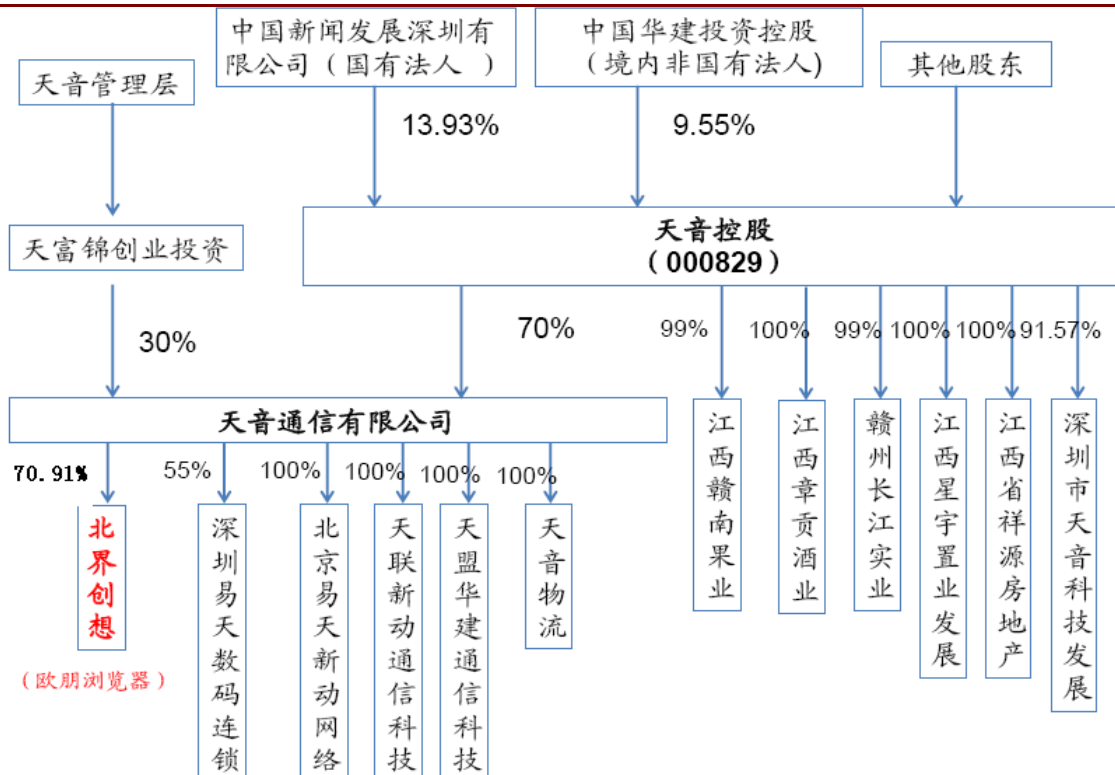 中国新闻发展深圳有
限公司（国有法人 ）
中国华建投资控股
（境内非国有法人)
其他股东
天音管理层
13.93%
9.55%
天富锦创业投资
天音控股
（000829）
30%
70%
99%
100%
99%
100%
100%
91.57%
天音通信有限公司
江西赣南果业
江西章贡酒业
赣州长江实业
江西星宇置业发展
江西省祥源房地产
深圳市天音科技发展
70.91%
55%
100%
100%
100%
100%
北界创想
（欧朋浏览器）
深圳易天数码连锁
北京易天新动网络
天联新动通信科技
天盟华建通信科技
天音物流